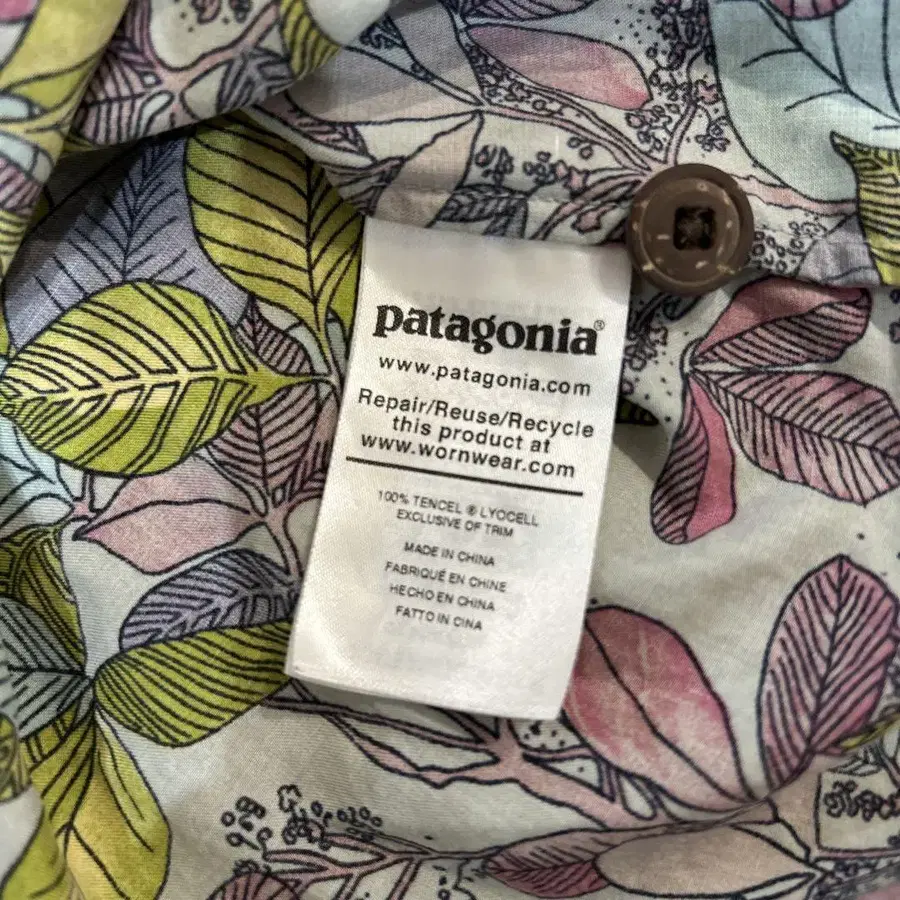 patagonia®
www.patagonia.com
Repair/Reuse/Recycle
this product at
www.wornwear.com
100% TENCEL ® LYOCELL
EXCLUSIVE OF TRIM
MADE IN CHINA
FABRIQUÉ EN CHINE
HECHO EN CHINA
FATTO IN CINA